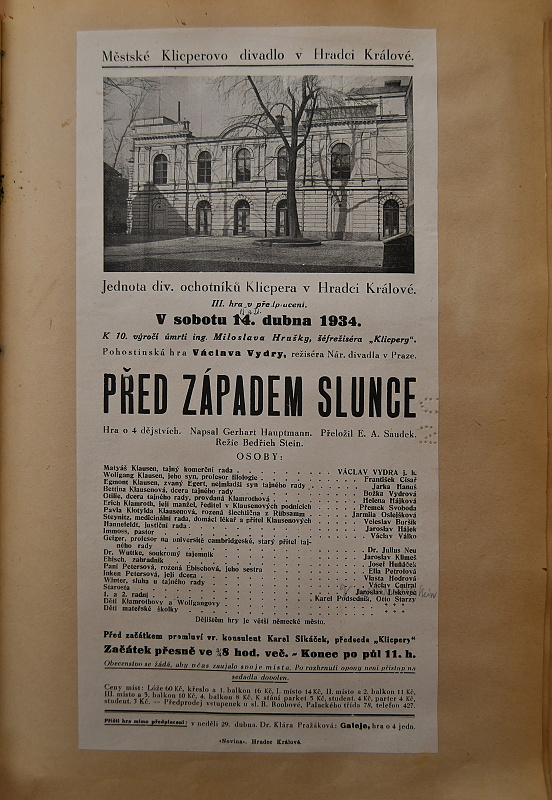 Městské Klicperovo divadlo v Hradci Králové.
Jednota div. ochotníků Klicpera v Hradci Králové.
III. hra v předplacení.
V sobotu 14. dubna 1934.
K 10. výročí úmrtí ing. Miloslava Hrušky, šéfrežiséra „Klicpery“.
Pohostinská hra Václava Vydry, režiséra Nár. divadla v Praze.
PŘED ZÁPADEM SLUNCE
Hra o 4 dějstvích. Napsal Gerhart Hauptmann. Přeložil E. A. Saudek.
Režie Bedřich Stein.
OSOBY:
Matyáš Klausen, tajný komerční rada . . . VÁCLAV VYDRA j. h.
Wolfgang Klausen, jeho syn, profesor filologie . . . František Císař
Egmont Klausen, zvaný Egert, nejmladší syn tajného rady . . . Jarka Hanuš
Bettina Klausenová, dcera tajného rady . . . Božka Vydrová
Otilie, dcera tajného rady, provdaná Klamrothová . . . Helena Hájková
Erich Klamroth, její manžel, ředitel v Klausenových podnicích . . . Přemek Svoboda
Pavla Klotylda Klausenová, rozená šlechtična z Rübsamen . . . Jarmila Oslejšková
Steynitz, medicinální rada, domácí lékař a přítel Klausenových . . . Veleslav Buršík
Hannefeldt, justiční rada . . . Jaroslav Hájek
Immoos, pastor . . . Václav Válko
Geiger, profesor na universitě cambridgeské, starý přítel taj-
ného rady . . . Dr. Julius Neu
Dr. Wuttke, soukromý tajemník . . . Jaroslav Klimeš
Ebisch, zahradník . . . Josef Huňáček
Paní Petersová, rozená Ebischová, jeho sestra . . . Ella Petrošová
Inken Petersová, její dcera . . . Vlasta Hodrová
Winter, sluha u tajného rady . . . Václav Cmíral
Starosta . . . Jaroslav
1. a 2. radní . . . Karel Podsedník, Otto Starzy
Děti Klamrothovy a Wolfgangovy
Děti mateřské školky
Dějištěm hry je větší německé město.
Před začátkem promluví vr. konsulent Karel Sikáček, předseda „Klicpery“
Začátek přesně ve ¾8 hod. več. - Konec po půl 11. h.
Obecenstvo se žádá, aby včas zaujalo svoje místa. Po rozhrnutí opony není přístup na
sedadla dovolen.
Ceny míst: Lóže 60 Kč, křeslo a 1. balkon 16 Kč, I. místo 14 Kč, II. místo a 2. balkon 11 Kč,
III. místo a 3. balkon 10 Kč, 4. balkon 8 Kč. K stání parket 5 Kč, student. 4 Kč, parter 4 Kč,
student. 3 Kč. — Předprodej vstupenek u sl. B. Roubové, Palackého třída 78, telefon 427.
Příští hra mimo předplacení: v neděli 29. dubna. Dr. Klára Pražáková: Galeje, hra o 4 jedn.
«Novina», Hradec Králové.